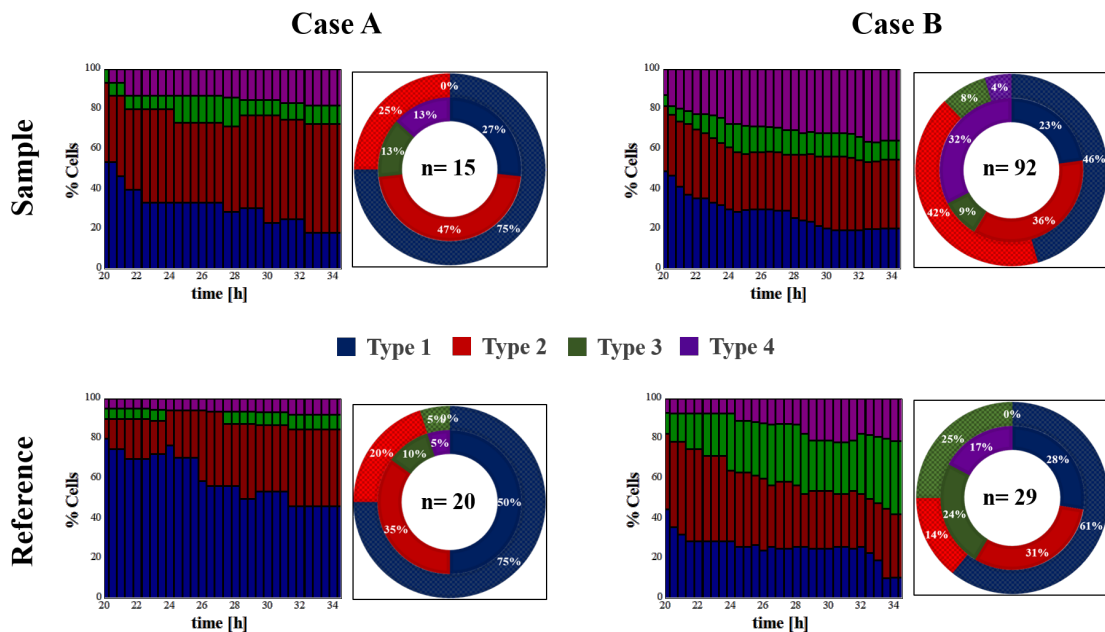 Case A
Case B
Sample
% Cells
100
80
60
40
20
0
20 22 24 26 28 30 32 34
time [h]
0%
25%
13%
27%
13%
n= 15
47%
75%
% Cells
100
80
60
40
20
0
20 22 24 26 28 30 32 34
time [h]
4%
8%
32%
23%
46%
n= 92
42%
9%
36%
Type 1 Type 2 Type 3 Type 4
Reference
% Cells
100
80
60
40
20
0
20 22 24 26 28 30 32 34
time [h]
5%
0%
20%
10%
5%
n= 20
50%
35%
75%
% Cells
100
80
60
40
20
0
20 22 24 26 28 30 32 34
time [h]
0%
25%
17%
28%
n= 29
24%
61%
14%
31%